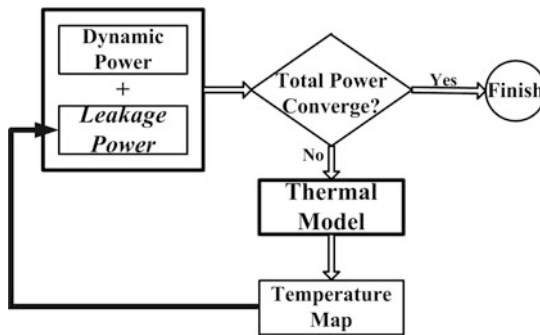 Dynamic
Power
+
Leakage
Power
Total Power
Converge?
Yes
Finish
No
Thermal
Model
Temperature
Map